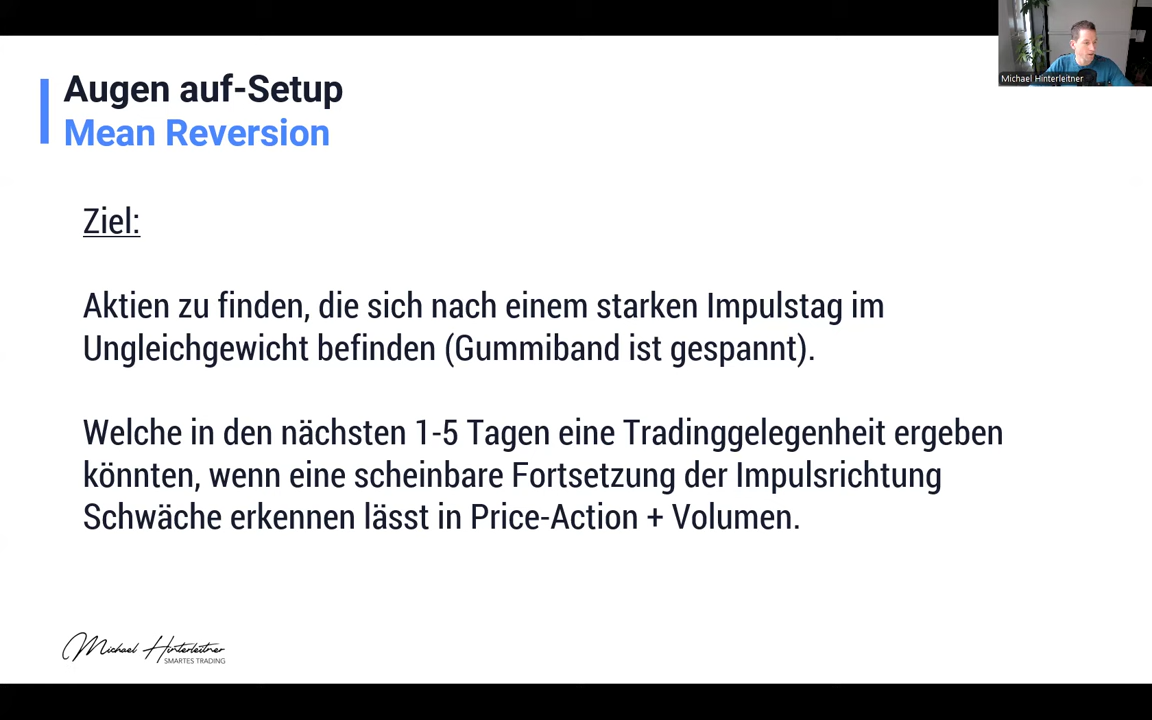 Michael Hinterleitner
Augen auf-Setup
Mean Reversion
Ziel:
Aktien zu finden, die sich nach einem starken Impulstag im
Ungleichgewicht befinden (Gummiband ist gespannt).
Welche in den nächsten 1-5 Tagen eine Tradinggelegenheit ergeben
könnten, wenn eine scheinbare Fortsetzung der Impulsrichtung
Schwäche erkennen lässt in Price-Action + Volumen.
Michael Hinterleitner
SMARTES TRADING